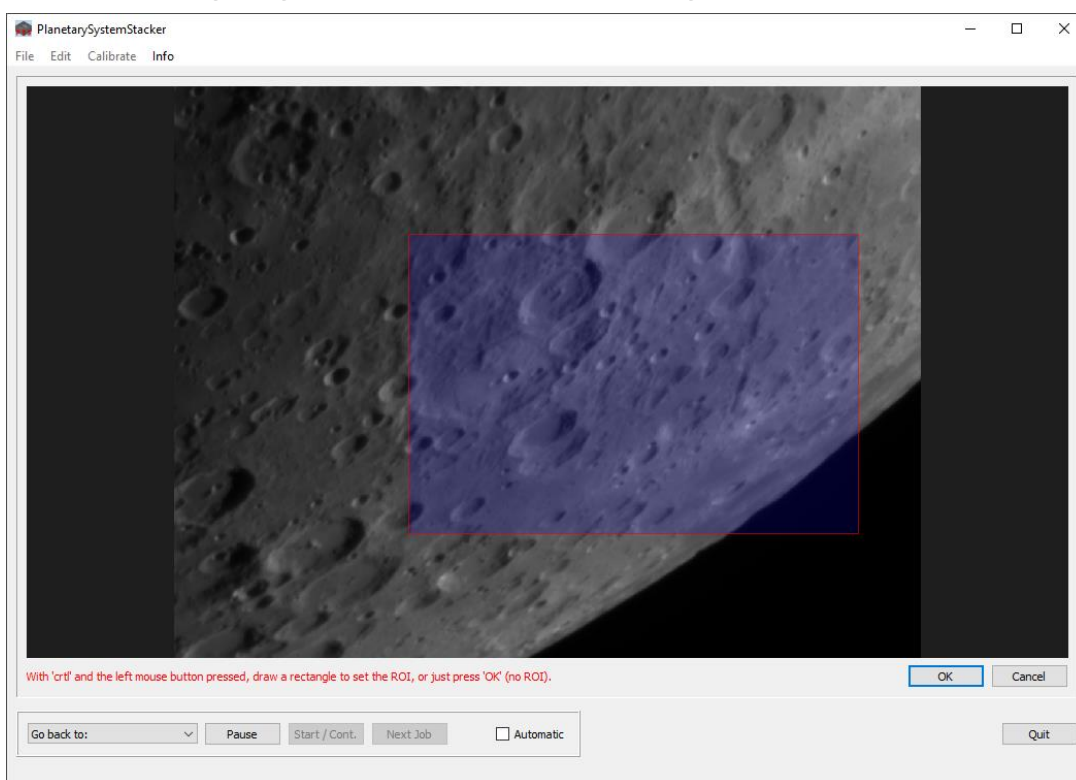 PlanetarySystemStacker
File Edit Calibrate Info
With 'crtl' and the left mouse button pressed, draw a rectangle to set the ROI, or just press 'OK' (no ROI).
OK Cancel
Go back to: Pause Start / Cont. Next Job Automatic Quit